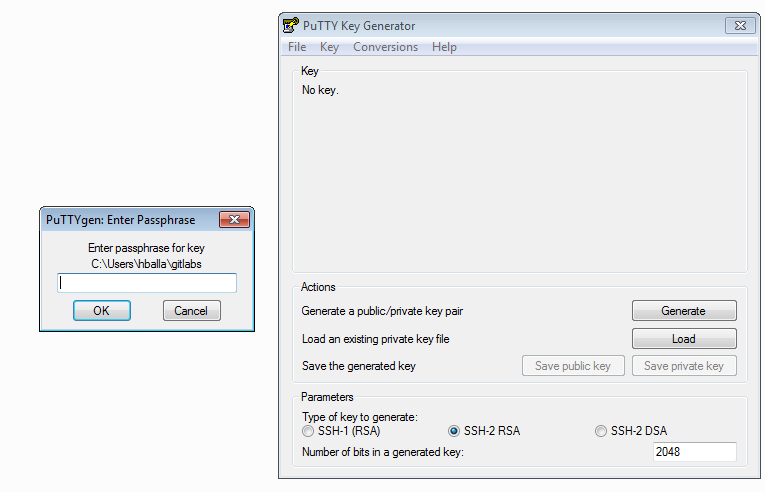 PuTTY Key Generator
File Key Conversions Help
Key
No key.
PuTTYgen: Enter Passphrase
Enter passphrase for key
C:\Users\hballa\gitlabs
OK Cancel
Actions
Generate a public/private key pair Generate
Load an existing private key file Load
Save the generated key Save public key Save private key
Parameters
Type of key to generate:
SSH-1 (RSA) SSH-2 RSA SSH-2 DSA
Number of bits in a generated key: 2048